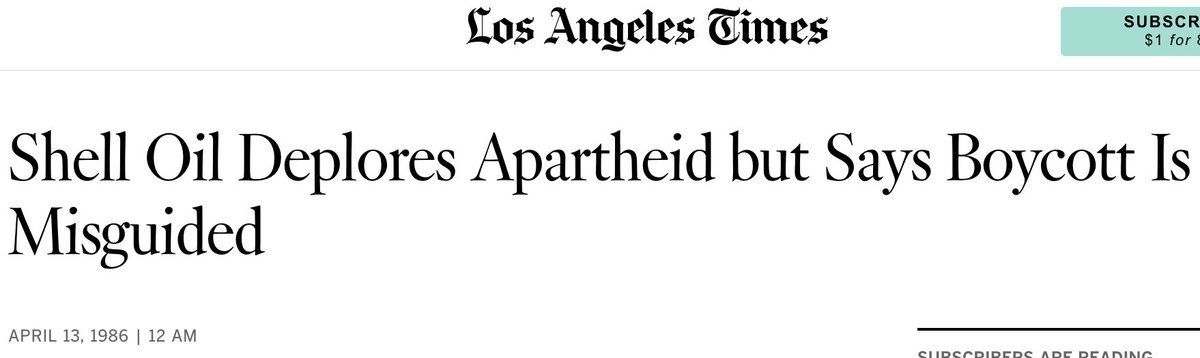 Los Angeles Times
SUBSCR
$1 for
Shell Oil Deplores Apartheid but Says Boycott Is
Misguided
APRIL 13, 1986 | 12 AM
SUBSCRIBERS ARE READING